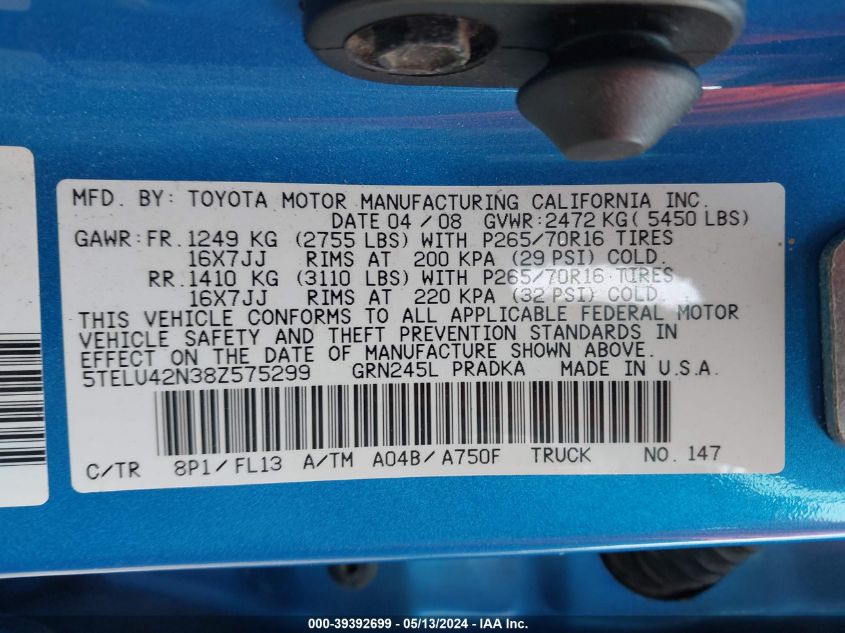 MFD. BY: TOYOTA MOTOR MANUFACTURING CALIFORNIA INC.
DATE 04/08 GVWR:2472 KG( 5450 LBS)
GAWR:FR.1249 KG (2755 LBS) WITH P265/70R16 TIRES
16X7JJ RIMS AT 200 KPA (29 PSI) COLD.
RR.1410 KG (3110 LBS) WITH P265/70R16 TIRES
16X7JJ RIMS AT 220 KPA (32 PSI) COLD.
THIS VEHICLE CONFORMS TO ALL APPLICABLE FEDERAL MOTOR
VEHICLE SAFETY AND THEFT PREVENTION STANDARDS IN
EFFECT ON THE DATE OF MANUFACTURE SHOWN ABOVE.
5TELU42N38Z575299 GRN245L PRADKA MADE IN U.S.A.
C/TR 8P1/FL13 A/TM A04B/A750F TRUCK NO. 147
000-39392699 - 05/13/2024 - IAA Inc.